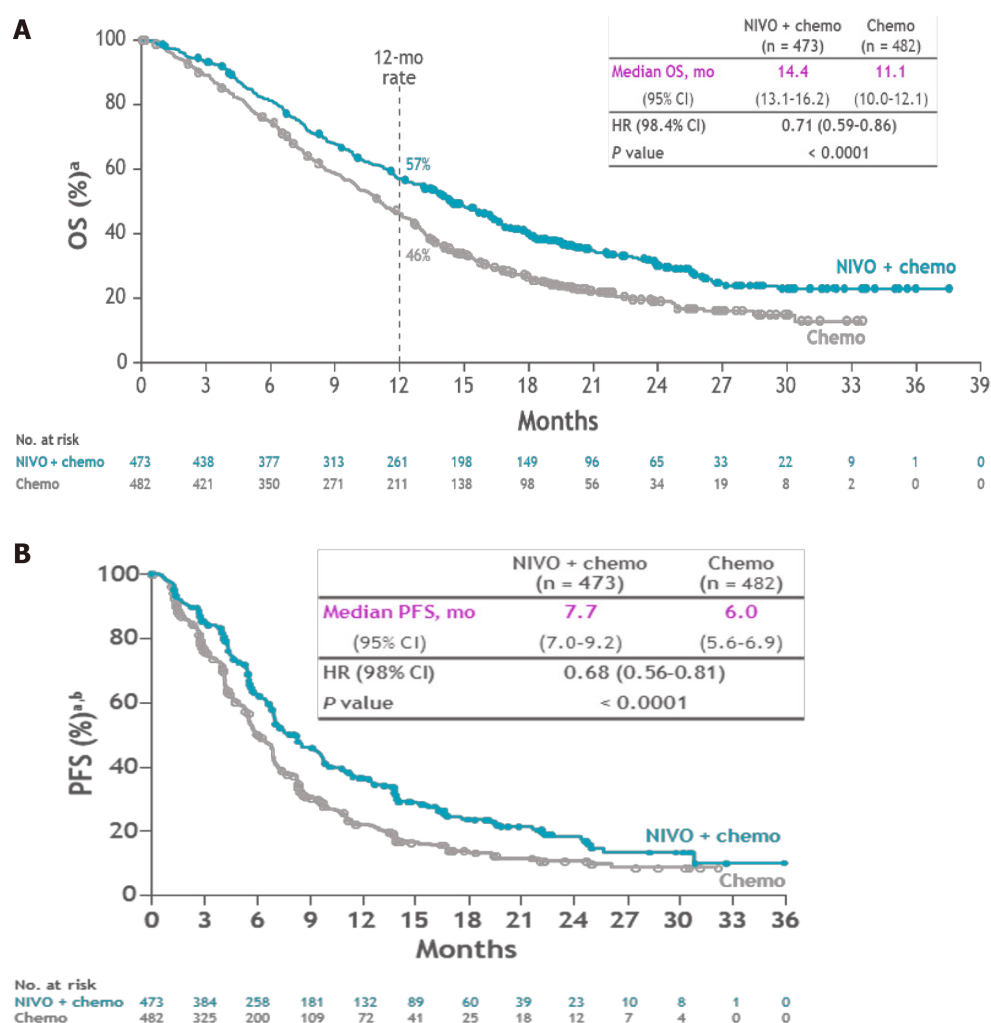 A
NIVO + chemo Chemo
(n = 473) (n = 482)
Median OS, mo 14.4 11.1
(95% CI) (13.1-16.2) (10.0-12.1)
HR (98.4% CI) 0.71 (0.59-0.86)
P value < 0.0001
12-mo
rate
OS (%)a
100
80
60
40
20
0
57%
46%
NIVO + chemo
Chemo
0 3 6 9 12 15 18 21 24 27 30 33 36 39
Months
No. at risk
NIVO + chemo 473 438 377 313 261 198 149 96 65 33 22 9 1 0
Chemo 482 421 350 271 211 138 98 56 34 19 8 2 0 0
B
NIVO + chemo Chemo
(n = 473) (n = 482)
Median PFS, mo 7.7 6.0
(95% CI) (7.0-9.2) (5.6-6.9)
HR (98% CI) 0.68 (0.56-0.81)
P value < 0.0001
PFS (%)a,b
100
80
60
40
20
0
NIVO + chemo
Chemo
0 3 6 9 12 15 18 21 24 27 30 33 36
Months
No. at risk
NIVO + chemo 473 384 258 181 132 89 60 39 23 10 8 1 0
Chemo 482 325 200 109 72 41 25 18 12 7 4 0 0